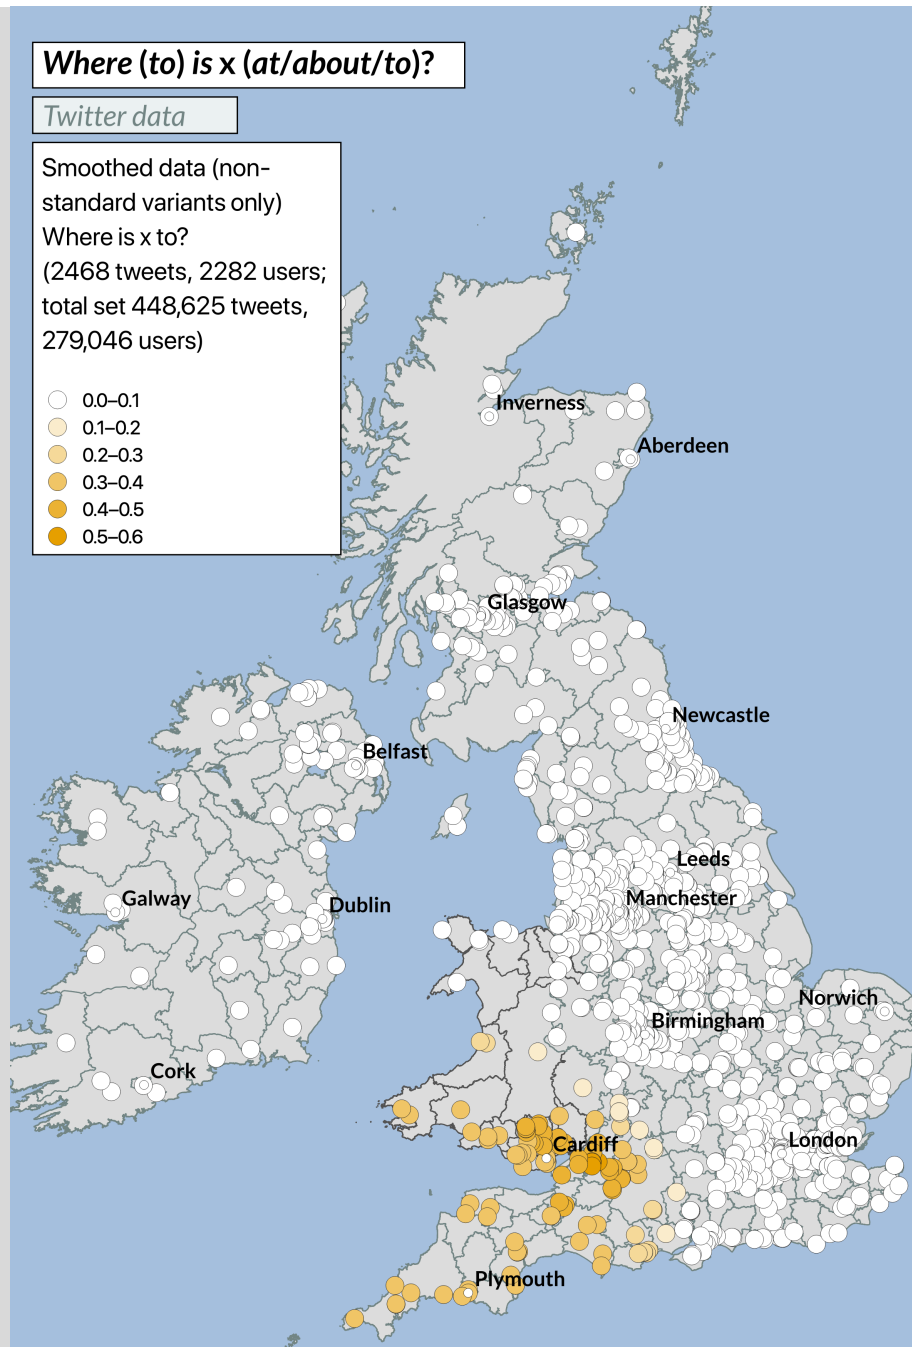 Where (to) is x (at/about/to)?
Twitter data
Smoothed data (non-
standard variants only)
Where is x to?
(2468 tweets, 2282 users;
total set 448,625 tweets,
279,046 users)
0.0–0.1
0.1–0.2
0.2–0.3
0.3–0.4
0.4–0.5
0.5–0.6
Inverness
Aberdeen
Glasgow
Newcastle
Belfast
Leeds
Manchester
Galway
Dublin
Norwich
Birmingham
Cork
Cardiff
London
Plymouth